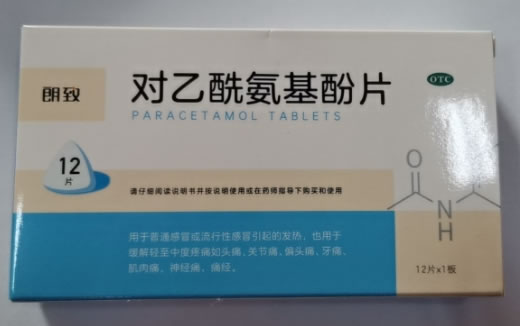 朗致
对乙酰氨基酚片
OTC
PARACETAMOL TABLETS
12
片
请仔细阅读说明书并按说明使用或在药师指导下购买和使用
O
N
H
用于普通感冒或流行性感冒引起的发热，也用于
缓解轻至中度疼痛如头痛、关节痛、偏头痛、牙痛、
肌肉痛、神经痛、痛经。
12片x1板